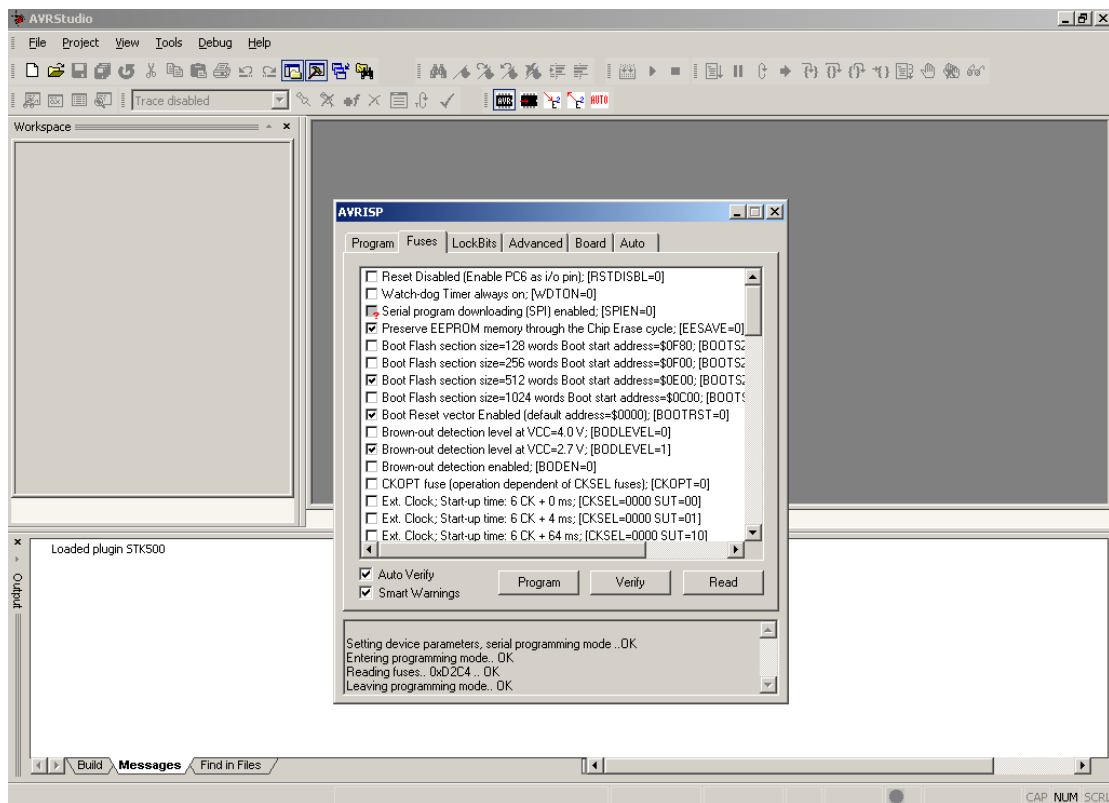 AVRStudio
File Project View Tools Debug Help
Trace disabled
AVR
AUTO
Workspace
AVRISP
Program Fuses LockBits Advanced Board Auto
Reset Disabled (Enable PC6 as i/o pin); [RSTDISBL=0]
Watch-dog Timer always on; [WDTON=0]
Serial program downloading (SPI) enabled; [SPIEN=0]
Preserve EEPROM memory through the Chip Erase cycle; [EESAVE=0]
Boot Flash section size=128 words Boot start address=$0F80; [BOOTSZ
Boot Flash section size=256 words Boot start address=$0F00; [BOOTSZ
Boot Flash section size=512 words Boot start address=$0E00; [BOOTSZ
Boot Flash section size=1024 words Boot start address=$0C00; [BOOTS
Boot Reset vector Enabled (default address=$0000); [BOOTRST=0]
Brown-out detection level at VCC=4.0 V; [BODLEVEL=0]
Brown-out detection level at VCC=2.7 V; [BODLEVEL=1]
Brown-out detection enabled; [BODEN=0]
CKOPT fuse (operation dependent of CKSEL fuses); [CKOPT=0]
Ext. Clock; Start-up time: 6 CK + 0 ms; [CKSEL=0000 SUT=00]
Ext. Clock; Start-up time: 6 CK + 4 ms; [CKSEL=0000 SUT=01]
Ext. Clock; Start-up time: 6 CK + 64 ms; [CKSEL=0000 SUT=10]
Auto Verify
Smart Warnings
Program Verify Read
Setting device parameters, serial programming mode ..OK
Entering programming mode.. OK
Reading fuses.. 0xD2C4 .. OK
Leaving programming mode.. OK
Output
Loaded plugin STK500
Build Messages Find in Files
CAP NUM SCRL